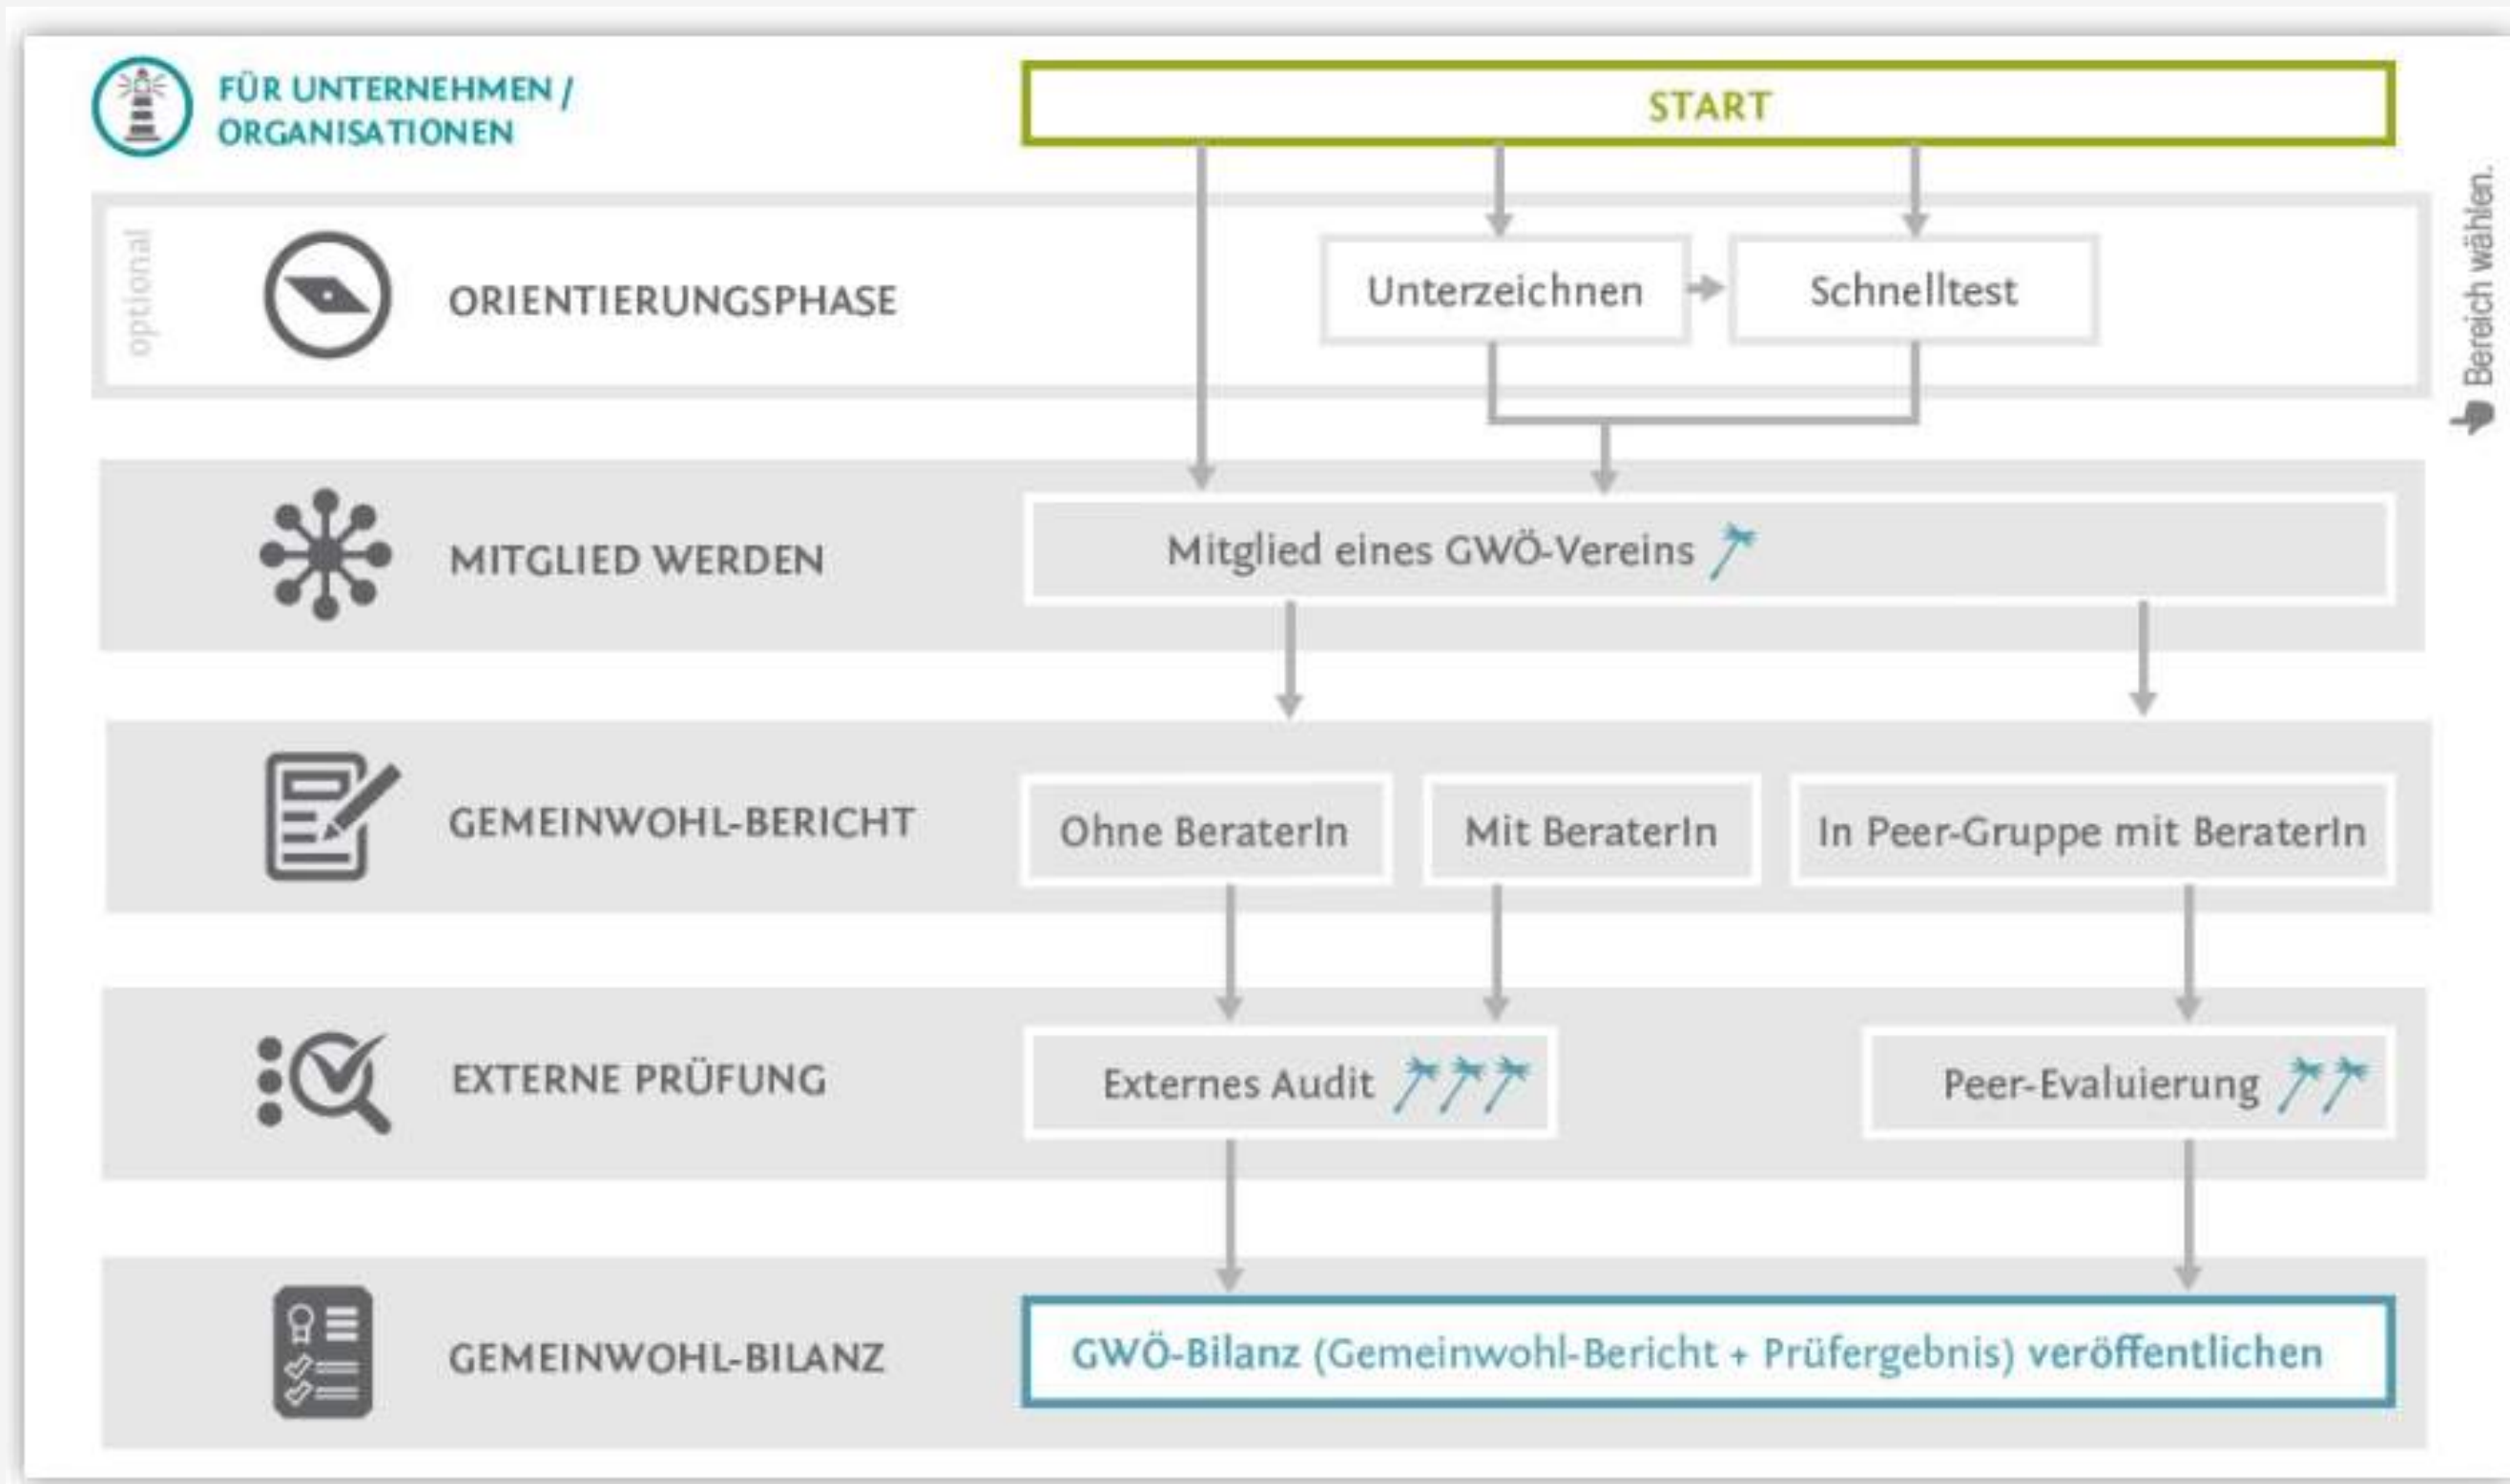 FÜR UNTERNEHMEN /
ORGANISATIONEN
START
Bereich wählen.
optional
ORIENTIERUNGSPHASE
Unterzeichnen
Schnelltest
MITGLIED WERDEN
Mitglied eines GWÖ-Vereins
GEMEINWOHL-BERICHT
Ohne BeraterIn
Mit BeraterIn
In Peer-Gruppe mit BeraterIn
EXTERNE PRÜFUNG
Externes Audit
Peer-Evaluierung
GEMEINWOHL-BILANZ
GWÖ-Bilanz (Gemeinwohl-Bericht + Prüfergebnis) veröffentlichen